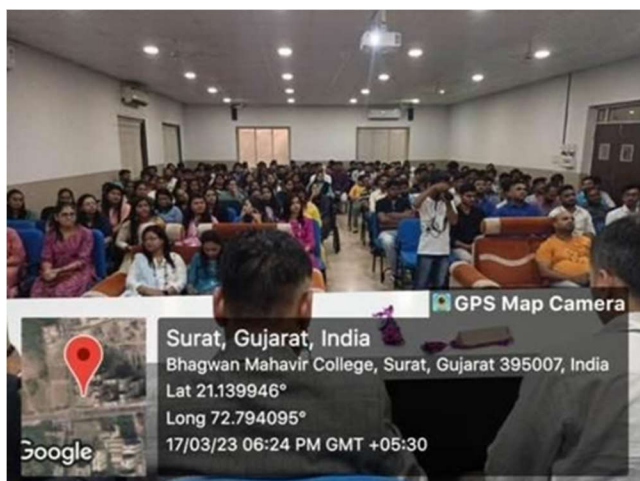 GPS Map Camera
Surat, Gujarat, India
Bhagwan Mahavir College, Surat, Gujarat 395007, India
Lat 21.139946°
Long 72.794095°
17/03/23 06:24 PM GMT +05:30
Google